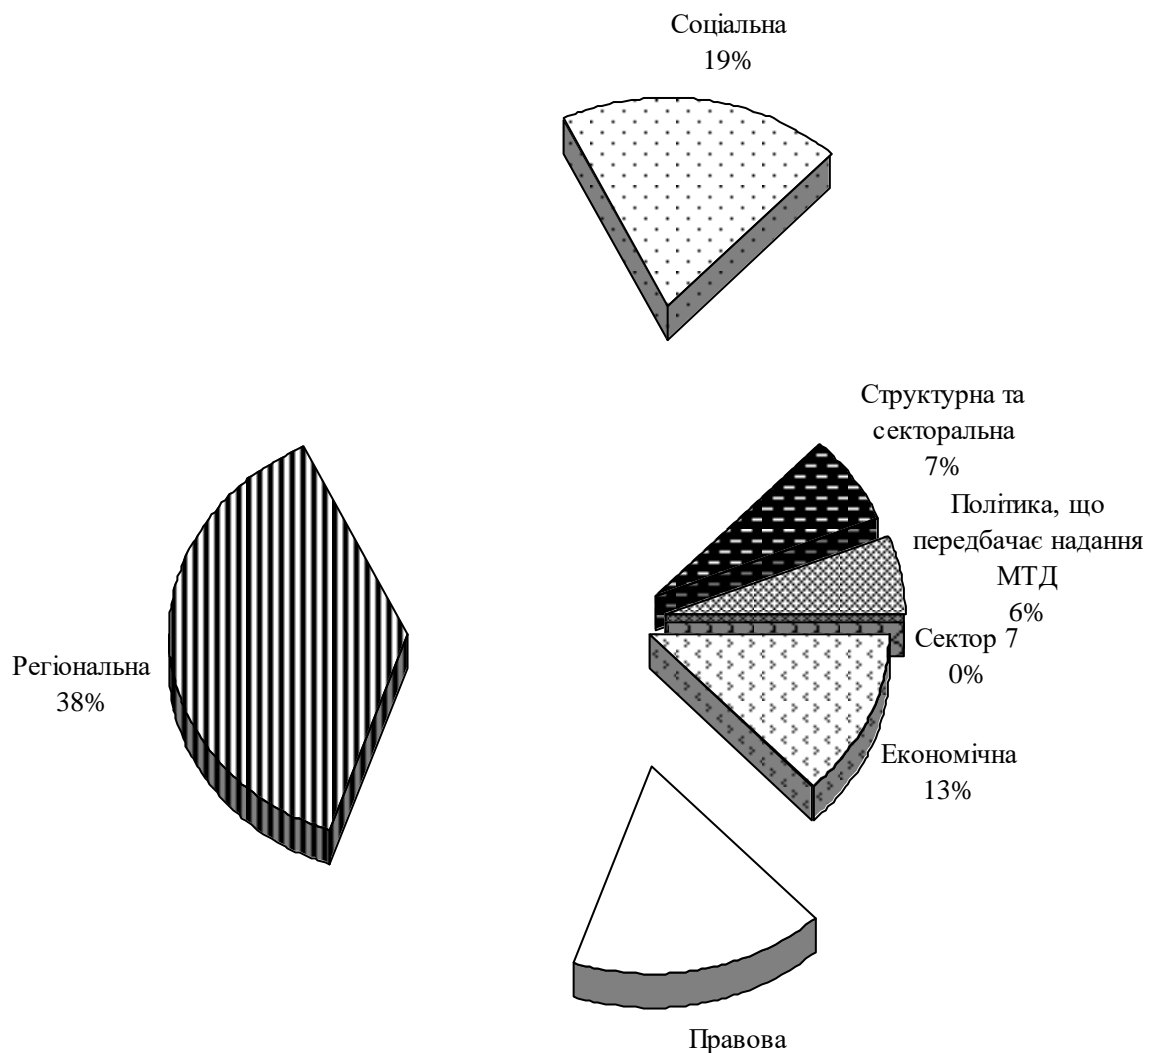 Соціальна
19%
Структурна та
секторальна
7%
Політика, що
передбачає надання
МТД
6%
Сектор 7
0%
Регіональна
38%
Економічна
13%
Правова